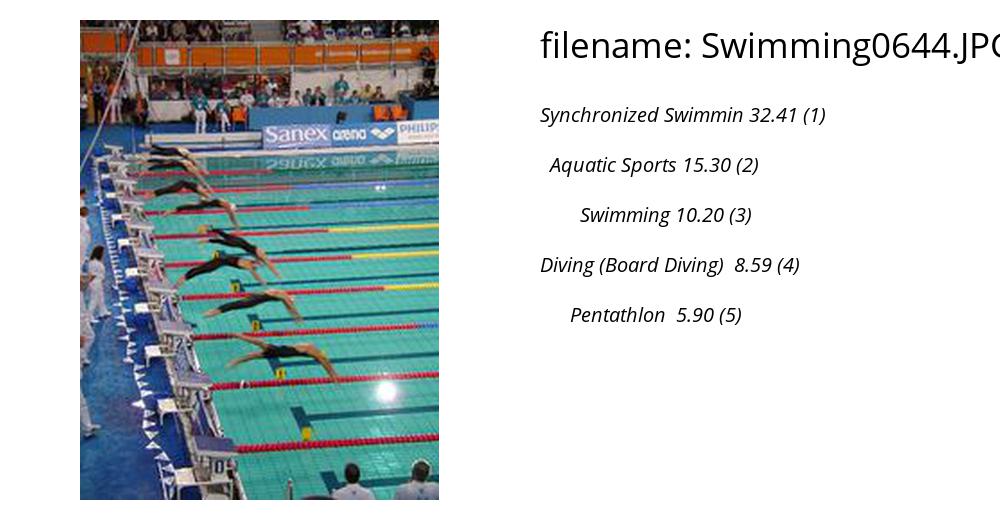 filename: Swimming0644.JPG
Synchronized Swimmin 32.41 (1)
Aquatic Sports 15.30 (2)
Swimming 10.20 (3)
Diving (Board Diving) 8.59 (4)
Pentathlon 5.90 (5)
Sanex arena PHILIPS